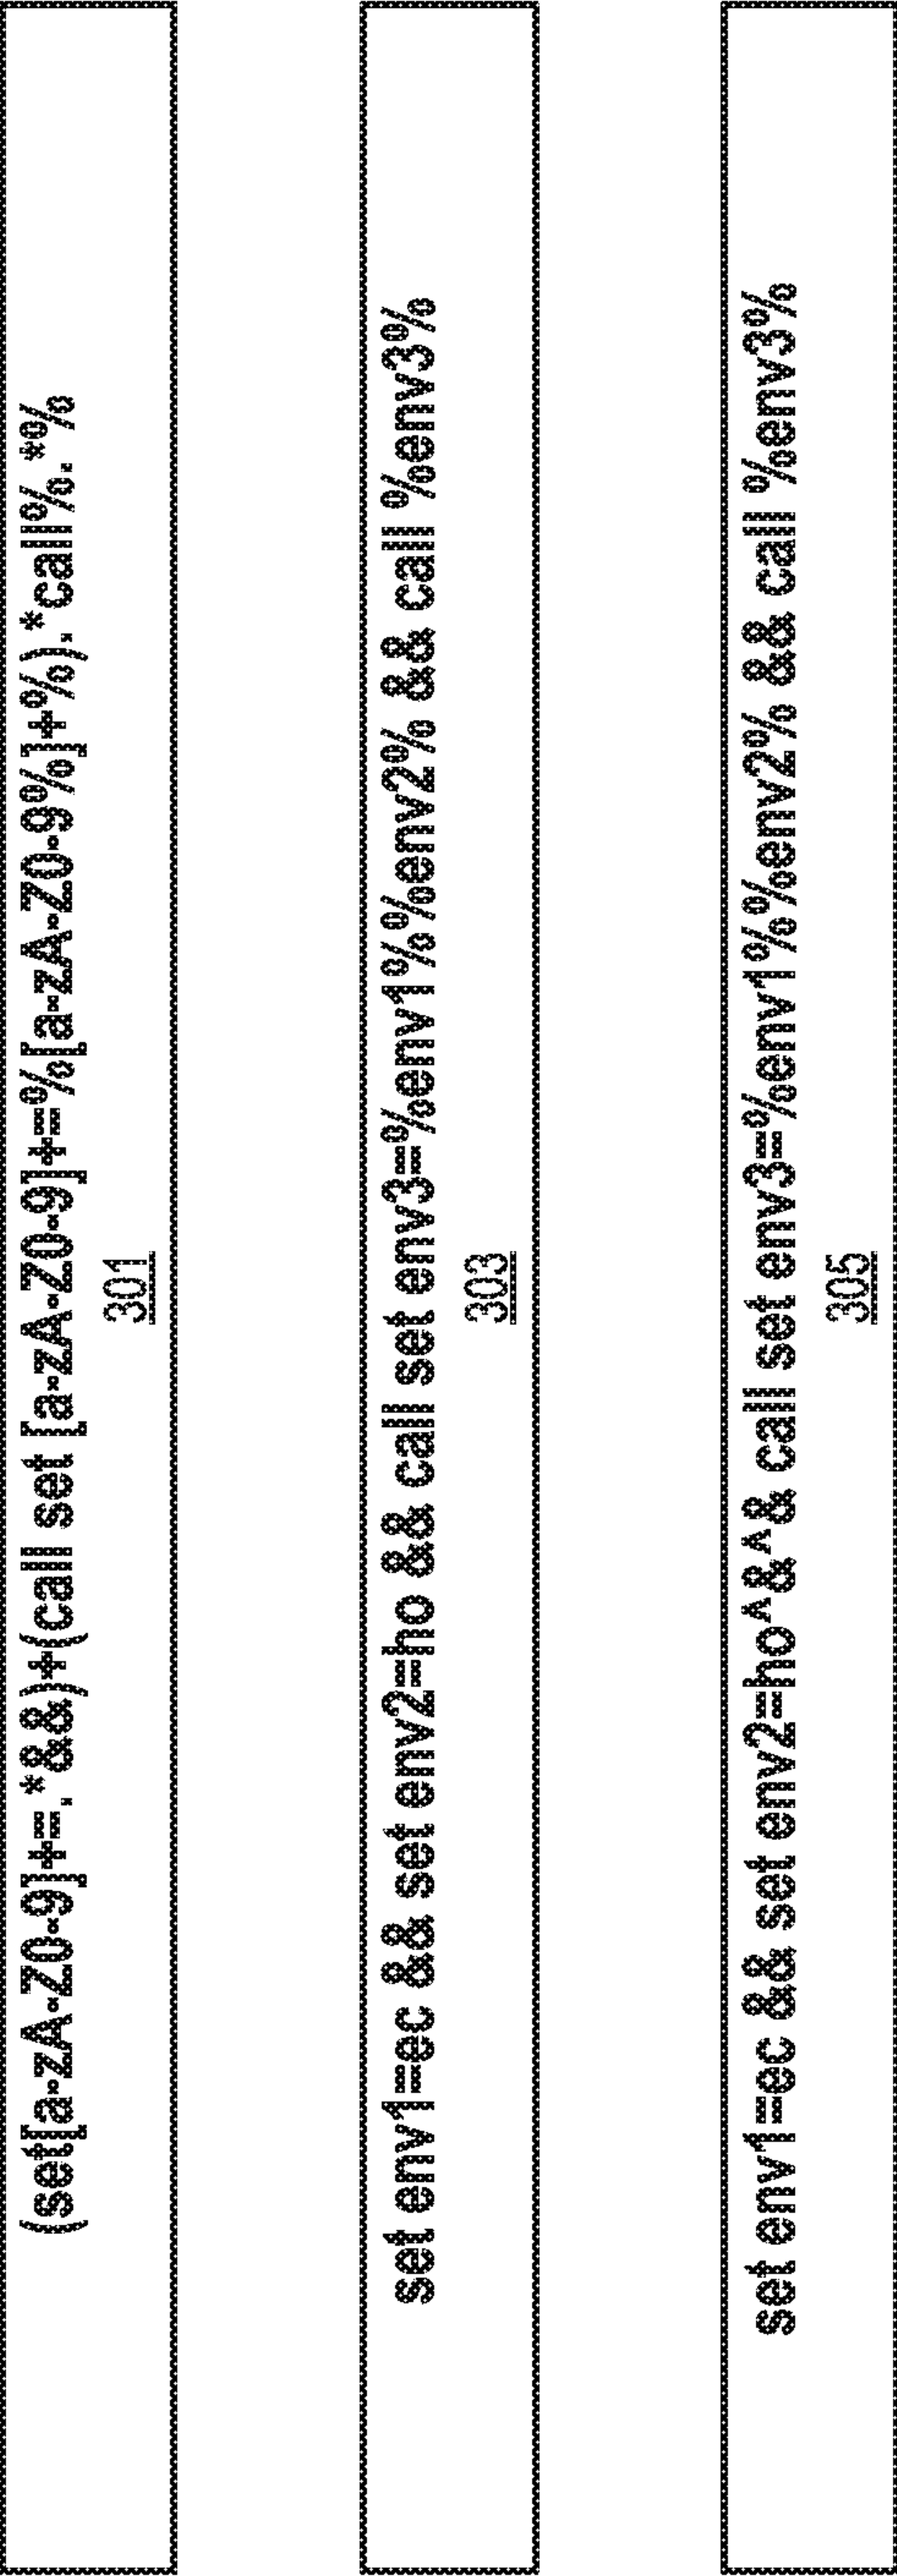 (set[a-zA-Z0-9]+=.*&&)+(call set [a-zA-Z0-9]+=%[a-zA-Z0-9%]+%).*call%.*%
301
set env1=ec && set env2=ho && call set env3=%env1%%env2% && call %env3%
303
set env1=ec && set env2=ho^&^& call set env3=%env1%%env2% && call %env3%
305